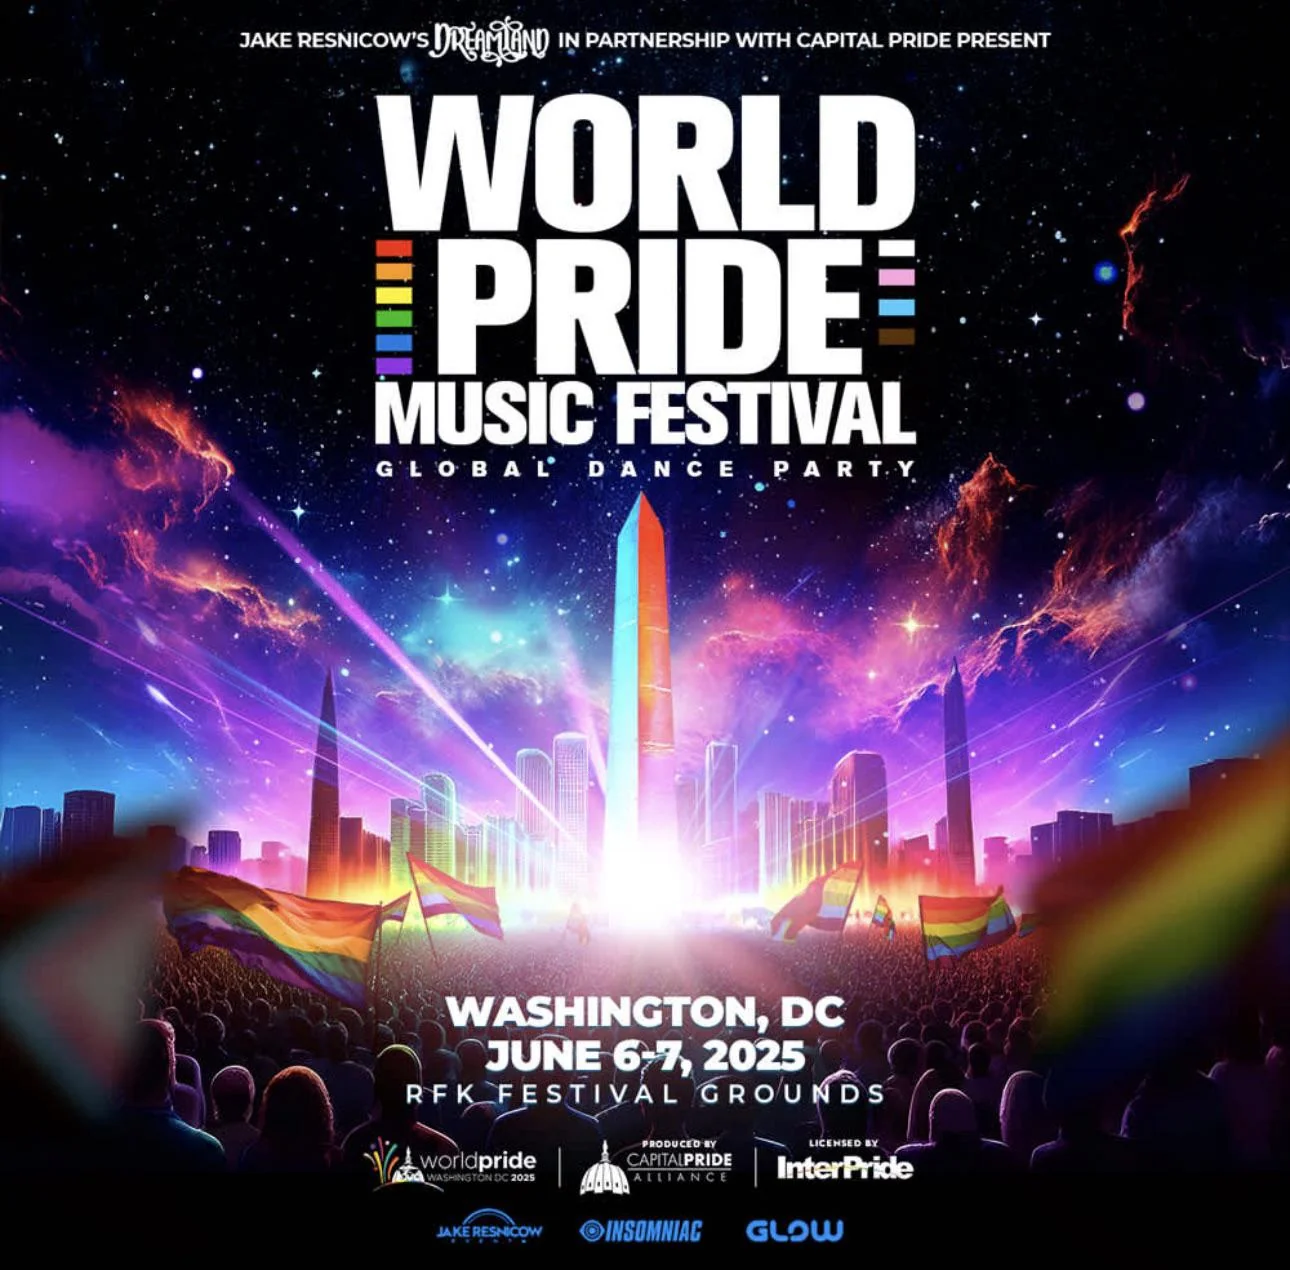 JAKE RESNICOW'S DREAMLAND IN PARTNERSHIP WITH CAPITAL PRIDE PRESENT
WORLD
PRIDE
MUSIC FESTIVAL
GLOBAL DANCE PARTY
WASHINGTON, DC
JUNE 6-7, 2025
RFK FESTIVAL GROUNDS
worldpride
WASHINGTON DC 2025
PRODUCED BY
CAPITALPRIDE
ALLIANCE
LICENSED BY
InterPride
JAKE RESNICOW
EVENTS
INSOMNIAC
GLOW